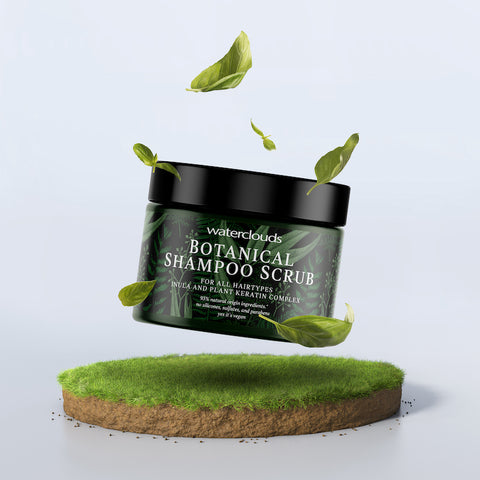 waterclouds
BOTANICAL
SHAMPOO SCRUB
FOR ALL HAIRTYPES
INULA AND PLANT KERATIN COMPLEX
93% natural origin ingredients,
no silicones, sulfates, and parabens
yes it's vegan